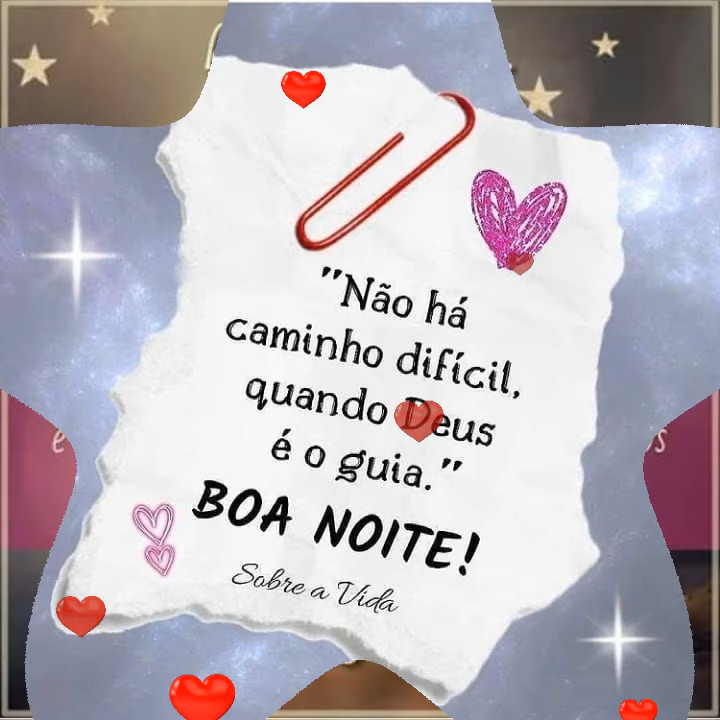 "Não há
caminho difícil,
quando Deus
é o guia."
BOA NOITE!
Sobre a Vida